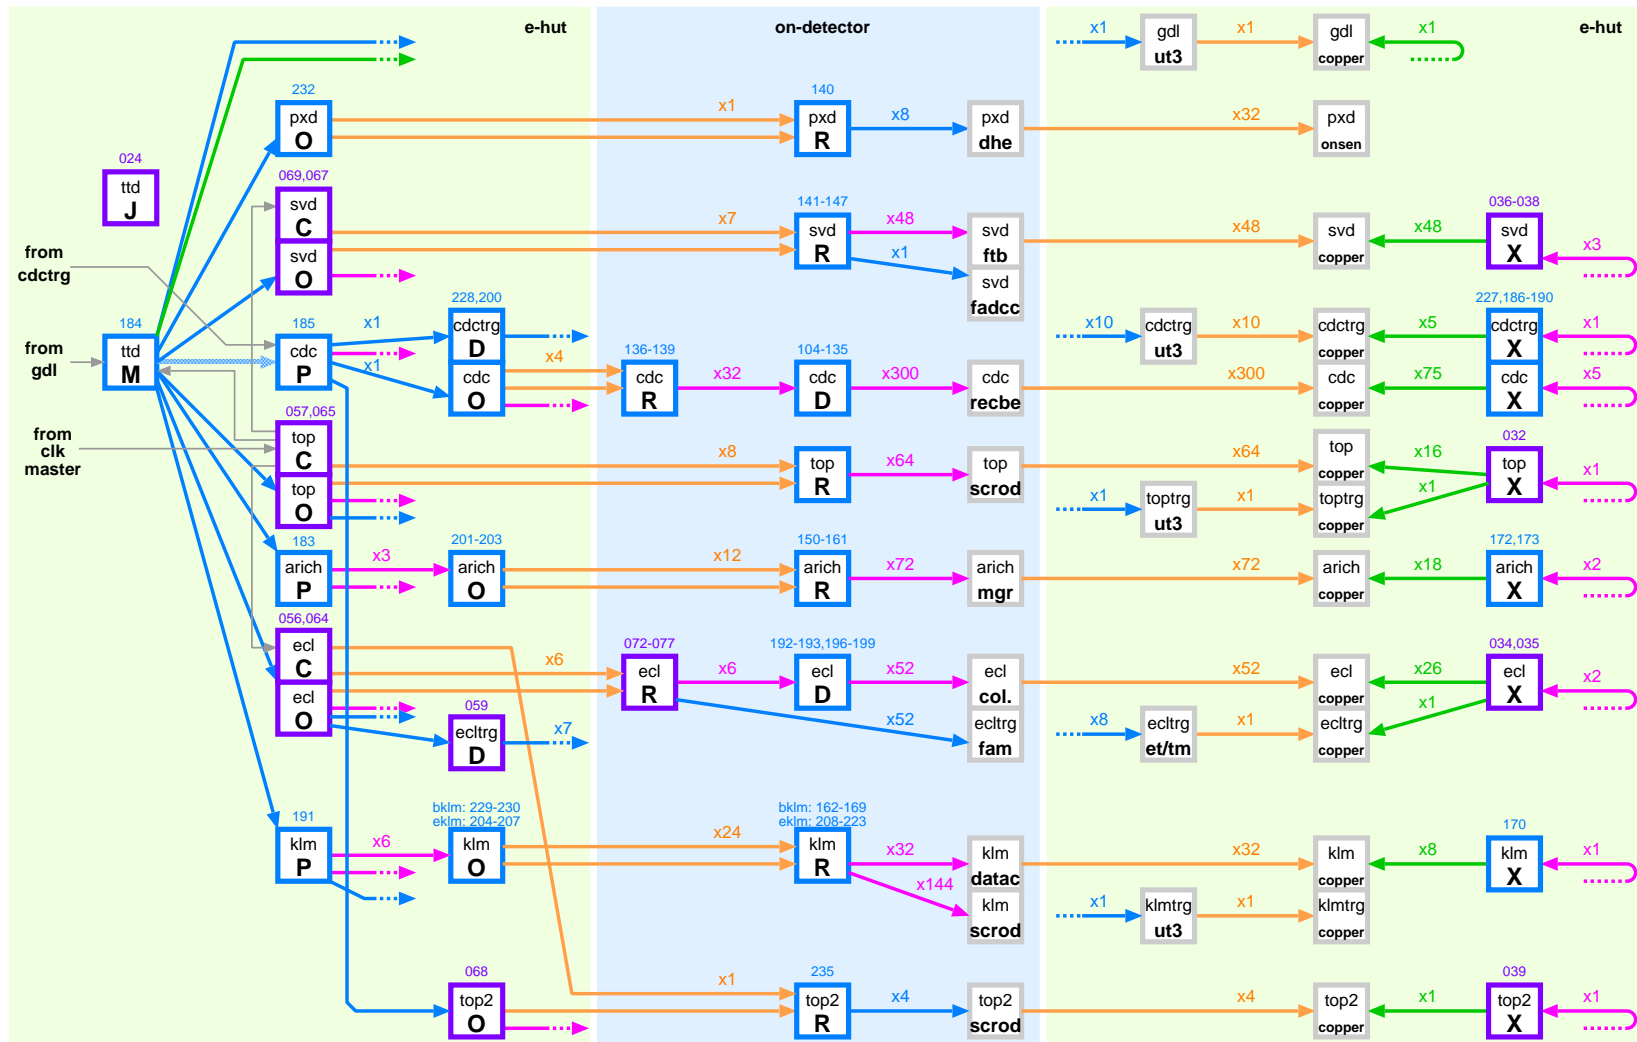 e-hut
on-detector
e-hut
x1
gdl
ut3
x1
gdl
copper
x1
232
pxd
O
x1
140
pxd
R
x8
pxd
dhe
x32
pxd
onsen
024
ttd
J
069,067
svd
C
svd
O
x7
141-147
svd
R
x48
x1
svd
ftb
svd
fadcc
x48
svd
copper
x48
036-038
svd
X
x3
from
cdctrg
from
gdl
184
ttd
M
185
cdc
P
x1
x1
228,200
cdctrg
D
cdc
O
x4
136-139
cdc
R
x32
104-135
cdc
D
x300
cdc
recbe
x10
cdctrg
ut3
x10
cdctrg
copper
x5
227,186-190
cdctrg
X
x1
x300
cdc
copper
x75
cdc
X
x5
from
clk
master
057,065
top
C
top
O
x8
top
R
x64
top
scrod
x64
top
copper
x16
032
top
X
x1
x1
toptrg
ut3
x1
toptrg
copper
x1
183
arich
P
x3
201-203
arich
O
x12
150-161
arich
R
x72
arich
mgr
x72
arich
copper
x18
172,173
arich
X
x2
056,064
ecl
C
ecl
O
x6
072-077
ecl
R
x6
192-193,196-199
ecl
D
x52
ecl
col.
x52
ecl
copper
x26
034,035
ecl
X
x2
059
ecltrg
D
x7
x52
ecltrg
fam
x8
ecltrg
et/tm
x1
ecltrg
copper
x1
191
klm
P
x6
bklm: 229-230
eklm: 204-207
klm
O
x24
bklm: 162-169
eklm: 208-223
klm
R
x32
x144
klm
datac
klm
scrod
x32
klm
copper
x8
170
klm
X
x1
x1
klmtrg
ut3
x1
klmtrg
copper
068
top2
O
x1
235
top2
R
x4
top2
scrod
x4
top2
copper
x1
039
top2
X
x1